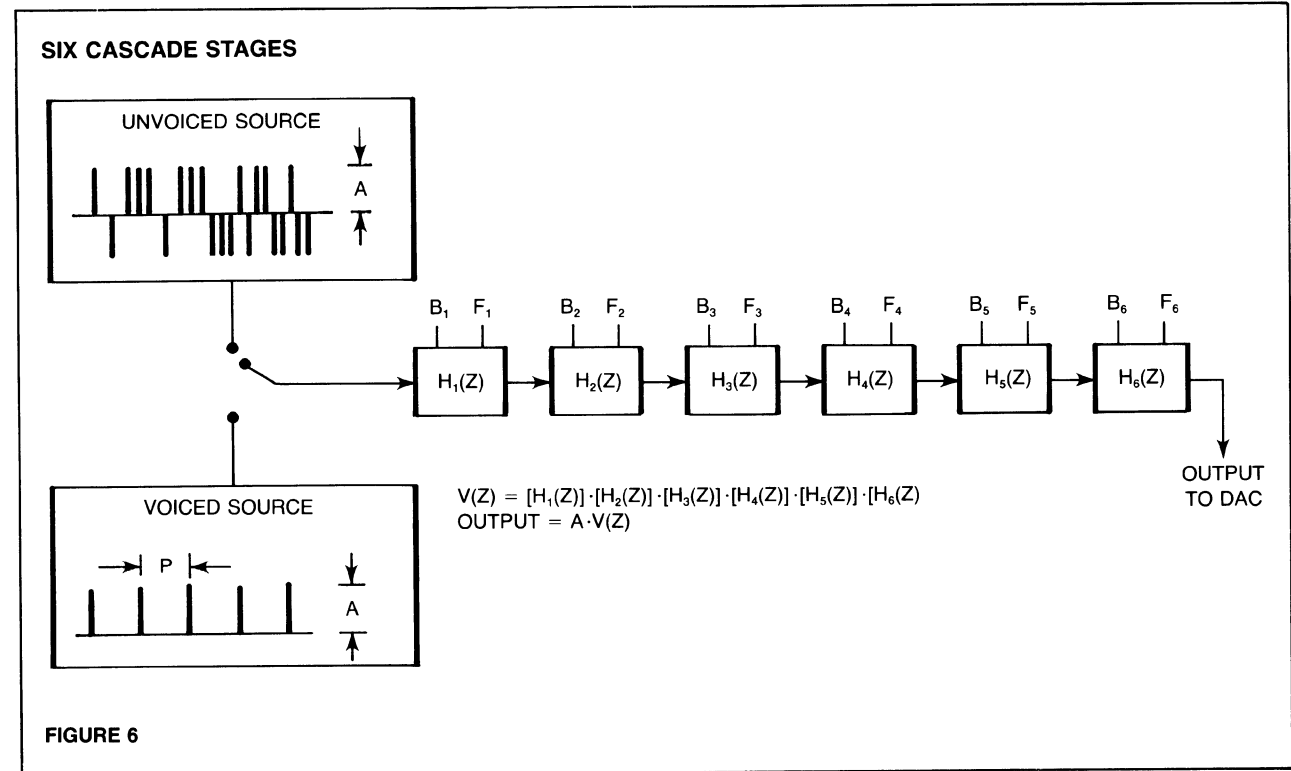 SIX CASCADE STAGES
UNVOICED SOURCE
A
B₁ F₁ B₂ F₂ B₃ F₃ B₄ F₄ B₅ F₅ B₆ F₆
H₁(Z) H₂(Z) H₃(Z) H₄(Z) H₅(Z) H₆(Z)
OUTPUT
TO DAC
V(Z) = [H₁(Z)]·[H₂(Z)]·[H₃(Z)]·[H₄(Z)]·[H₅(Z)]·[H₆(Z)
OUTPUT = A·V(Z)
VOICED SOURCE
P
A
FIGURE 6